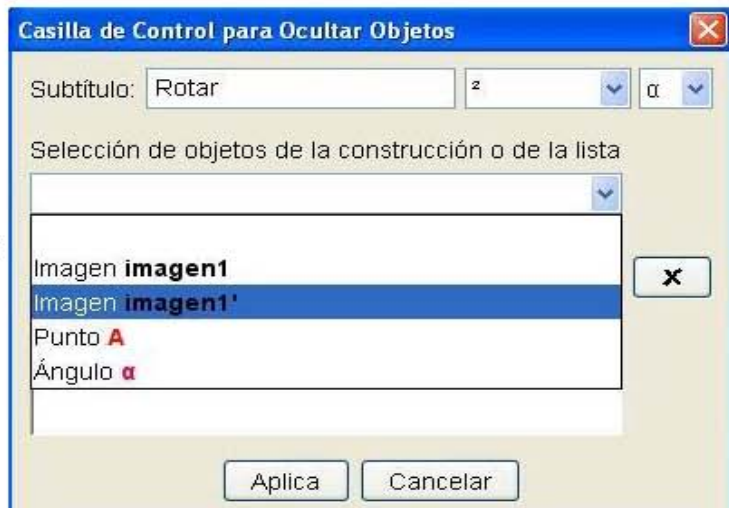 Casilla de Control para Ocultar Objetos
Subtítulo: Rotar ² α
Selección de objetos de la construcción o de la lista
Imagen imagen1
Imagen imagen1'
Punto A
Ángulo α
Aplica Cancelar